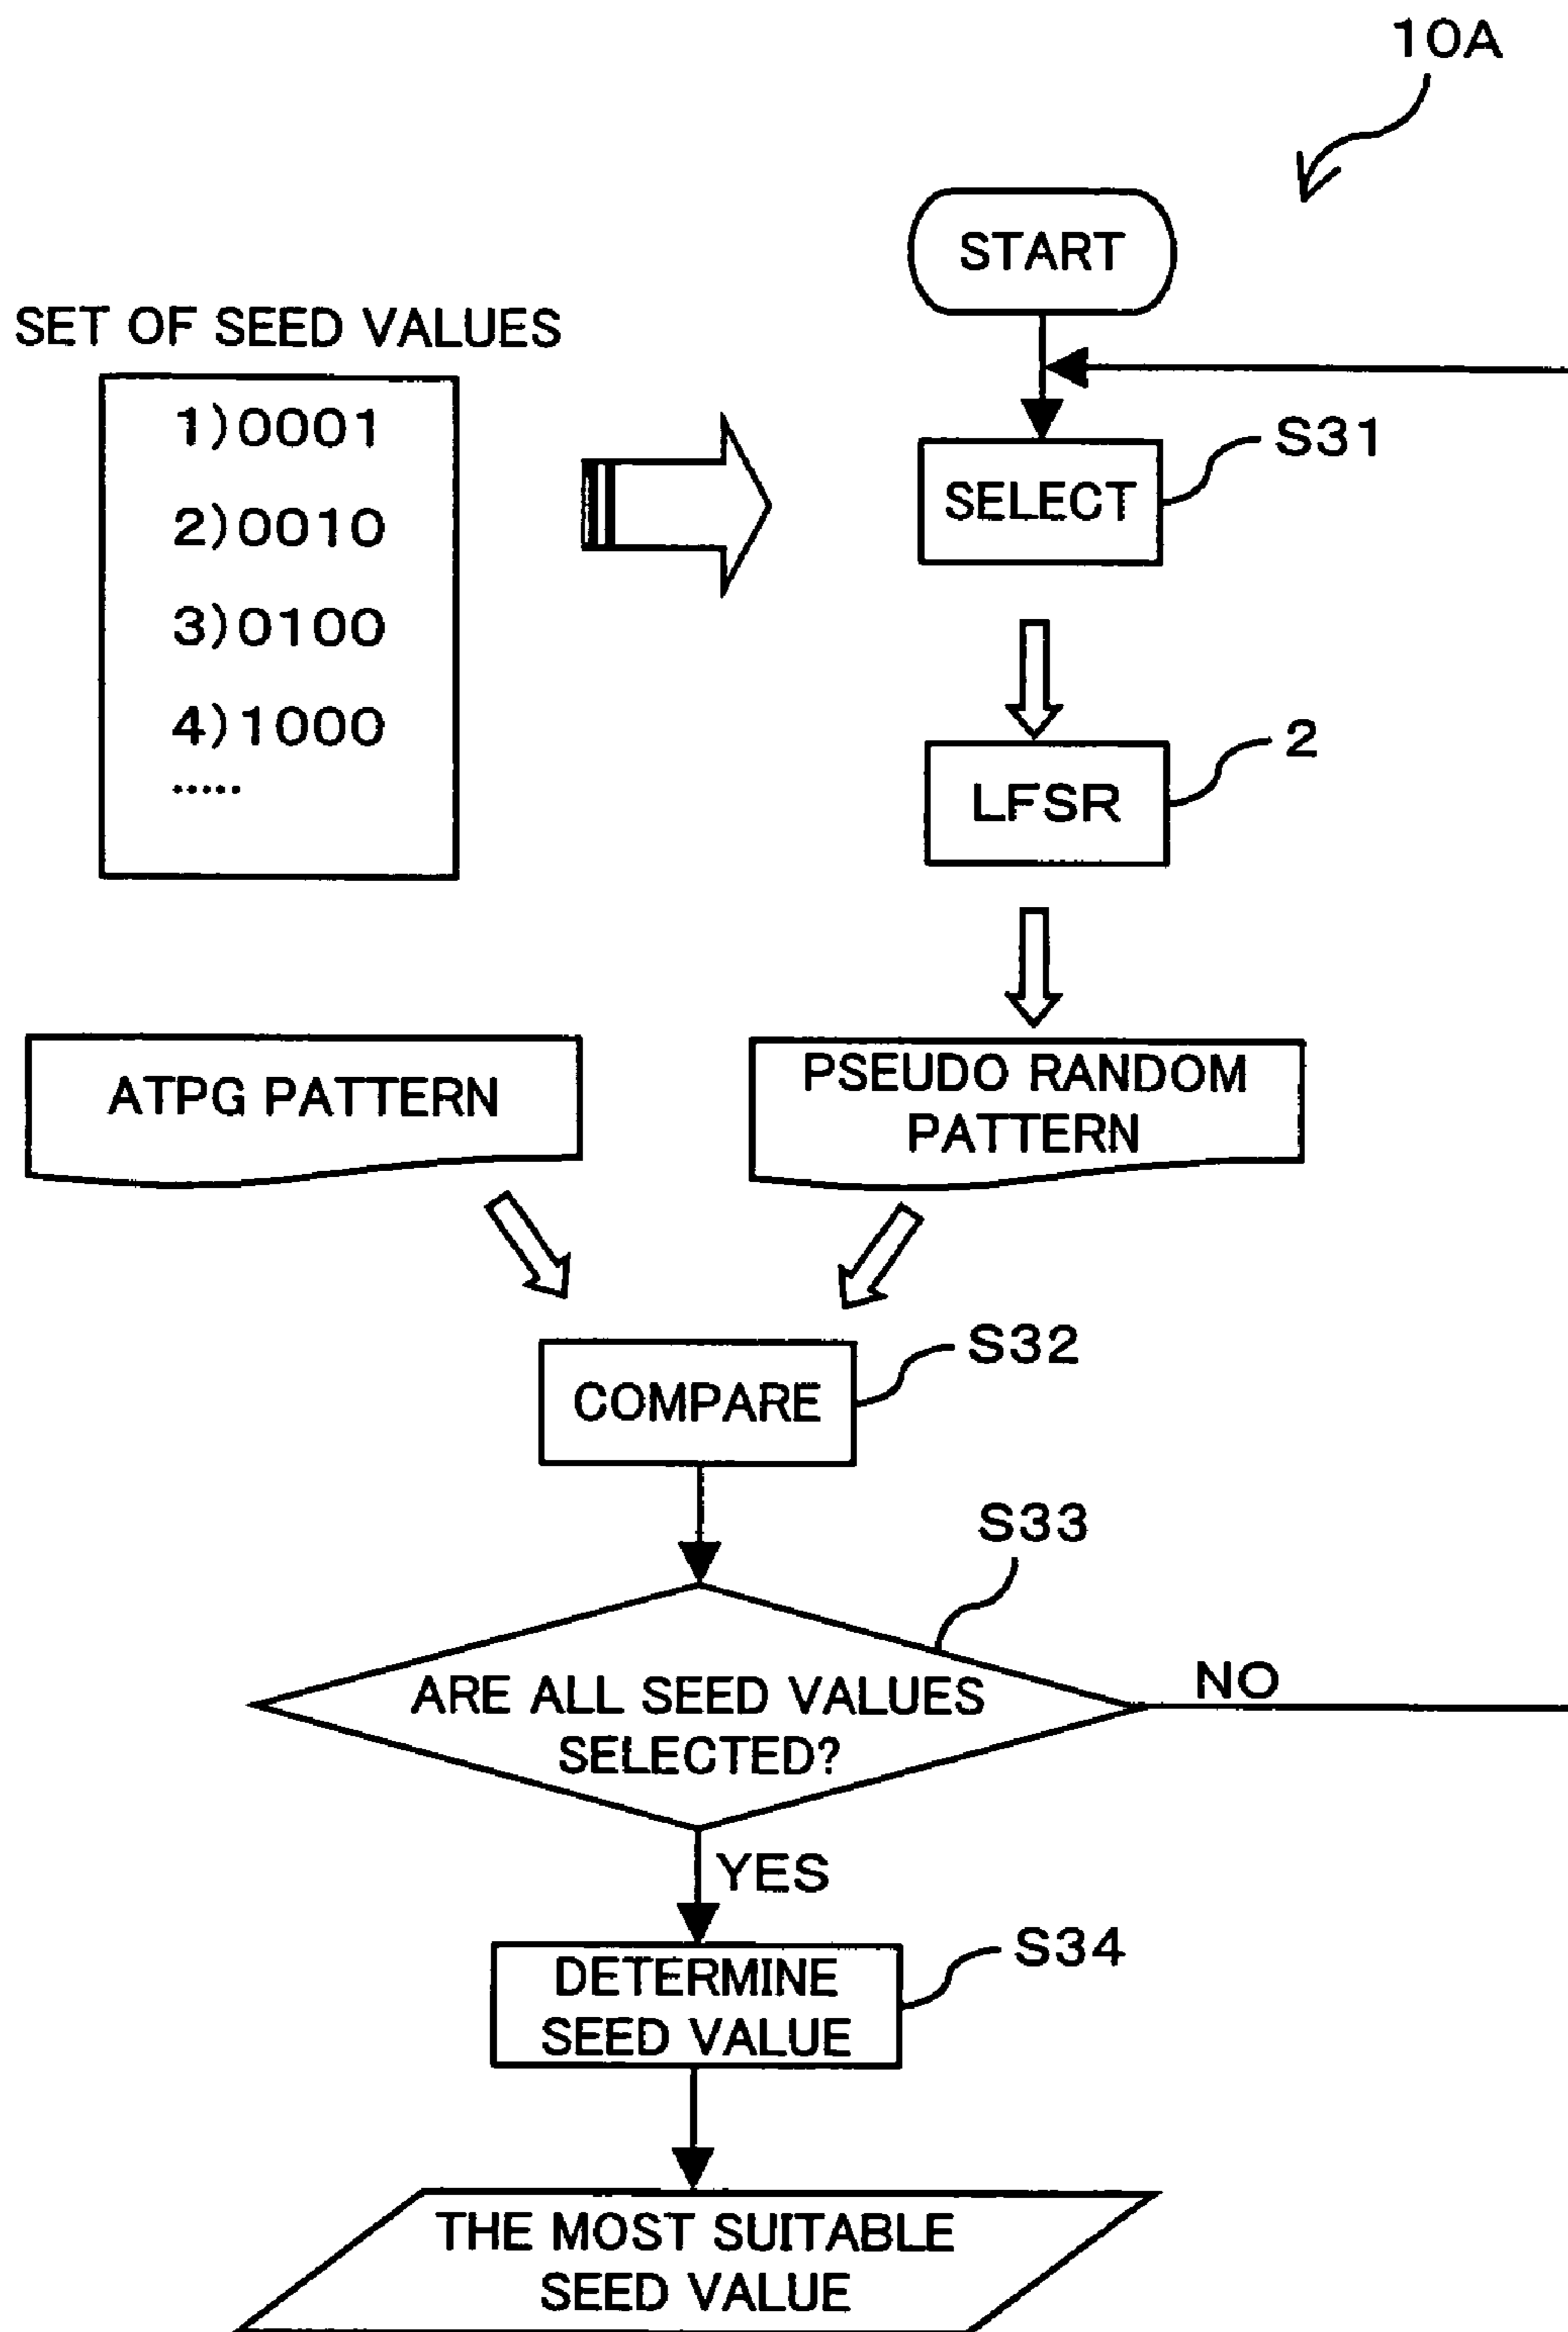 10A
START
SET OF SEED VALUES
1)0001
2)0010
3)0100
4)1000
.....
S31
SELECT
2
LFSR
ATPG PATTERN
PSEUDO RANDOM
PATTERN
S32
COMPARE
S33
ARE ALL SEED VALUES
SELECTED?
NO
YES
S34
DETERMINE
SEED VALUE
THE MOST SUITABLE
SEED VALUE